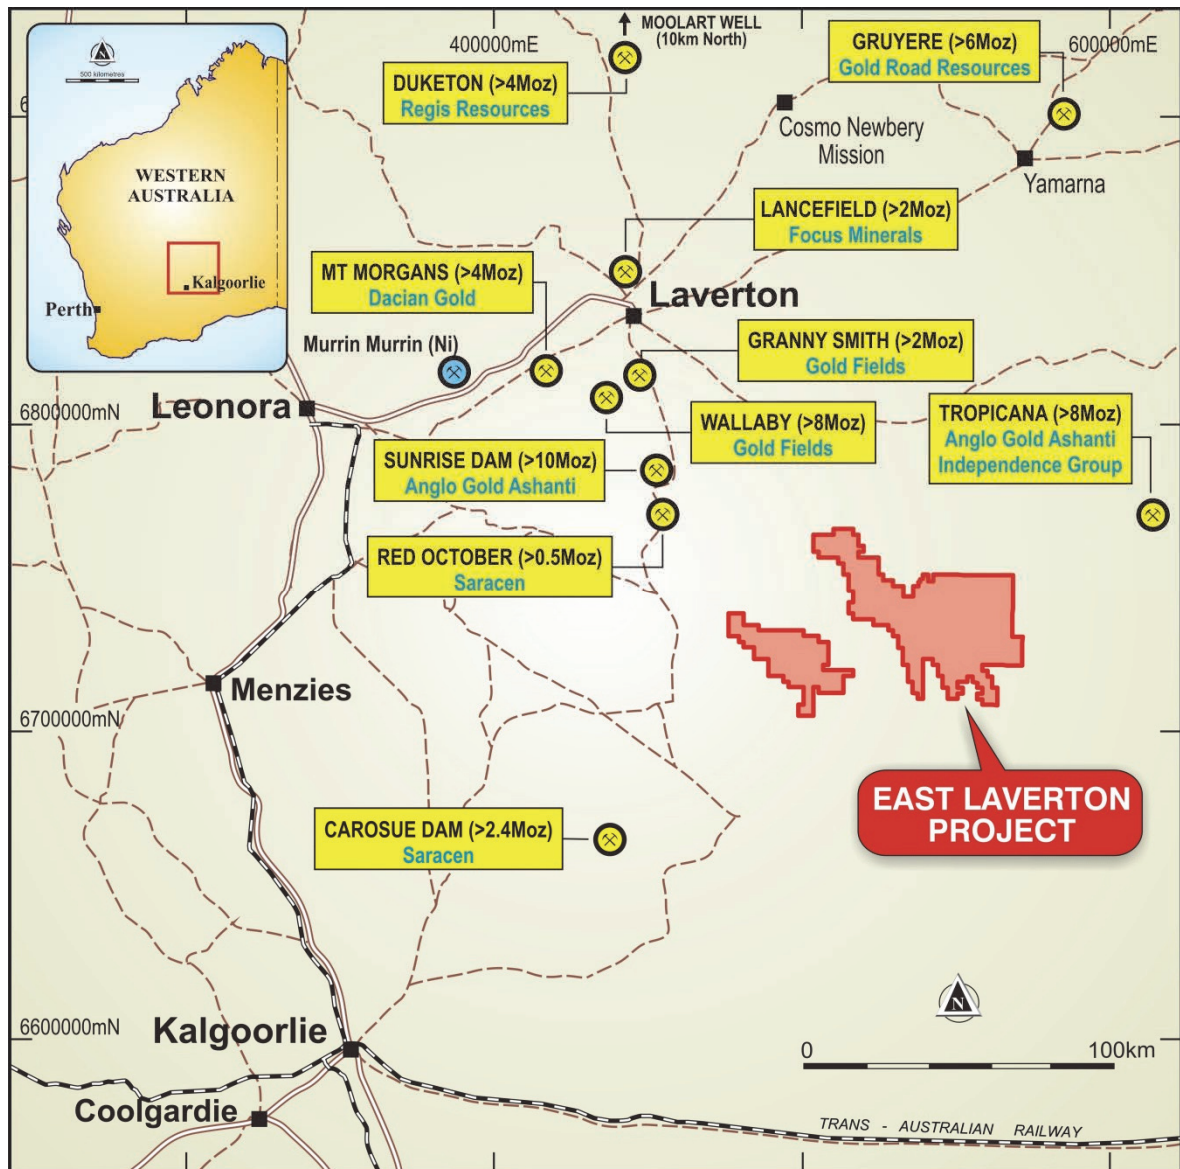 MOOLART WELL
(10km North)
400000mE
600000mE
GRUYERE (>6Moz)
Gold Road Resources
DUKETON (>4Moz)
Regis Resources
N
500 kilometres
WESTERN
AUSTRALIA
Kalgoorlie
Perth
Cosmo Newbery
Mission
Yamarna
LANCEFIELD (>2Moz)
Focus Minerals
MT MORGANS (>4Moz)
Dacian Gold
Laverton
Murrin Murrin (Ni)
GRANNY SMITH (>2Moz)
Gold Fields
6800000mN
Leonora
WALLABY (>8Moz)
Gold Fields
TROPICANA (>8Moz)
Anglo Gold Ashanti
Independence Group
SUNRISE DAM (>10Moz)
Anglo Gold Ashanti
RED OCTOBER (>0.5Moz)
Saracen
Menzies
6700000mN
EAST LAVERTON
PROJECT
CAROSUE DAM (>2.4Moz)
Saracen
N
6600000mN
Kalgoorlie
0 100km
Coolgardie
TRANS - AUSTRALIAN RAILWAY